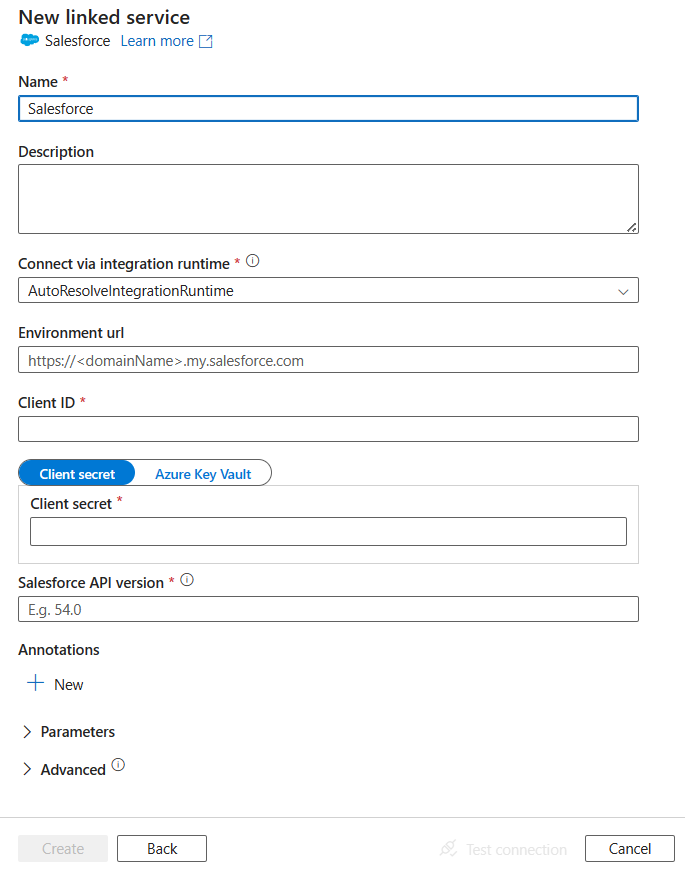 New linked service
Salesforce Learn more
Name *
Salesforce
Description
Connect via integration runtime *
AutoResolveIntegrationRuntime
Environment url
https://<domainName>.my.salesforce.com
Client ID *
Client secret Azure Key Vault
Client secret *
Salesforce API version *
E.g. 54.0
Annotations
New
Parameters
Advanced
Create Back Test connection Cancel